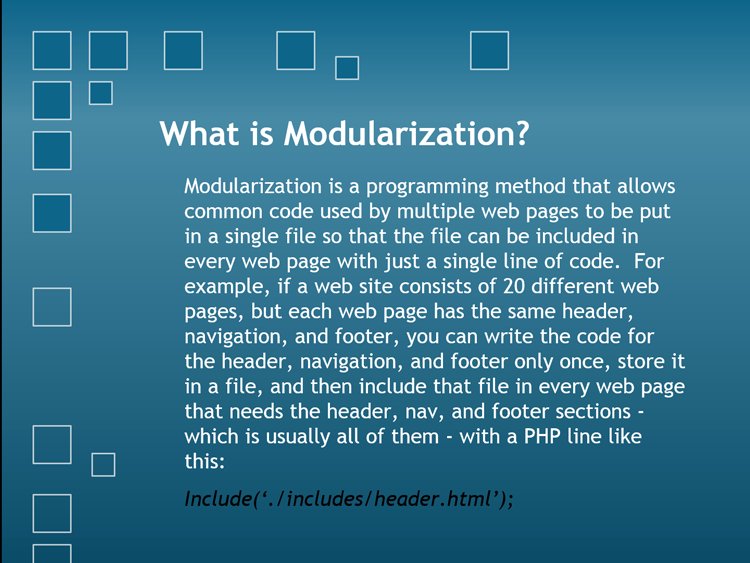 What is Modularization?
Modularization is a programming method that allows
common code used by multiple web pages to be put
in a single file so that the file can be included in
every web page with just a single line of code.  For
example, if a web site consists of 20 different web
pages, but each web page has the same header,
navigation, and footer, you can write the code for
the header, navigation, and footer only once, store it
in a file, and then include that file in every web page
that needs the header, nav, and footer sections -
which is usually all of them - with a PHP line like
this:
Include(‘./includes/header.html’);